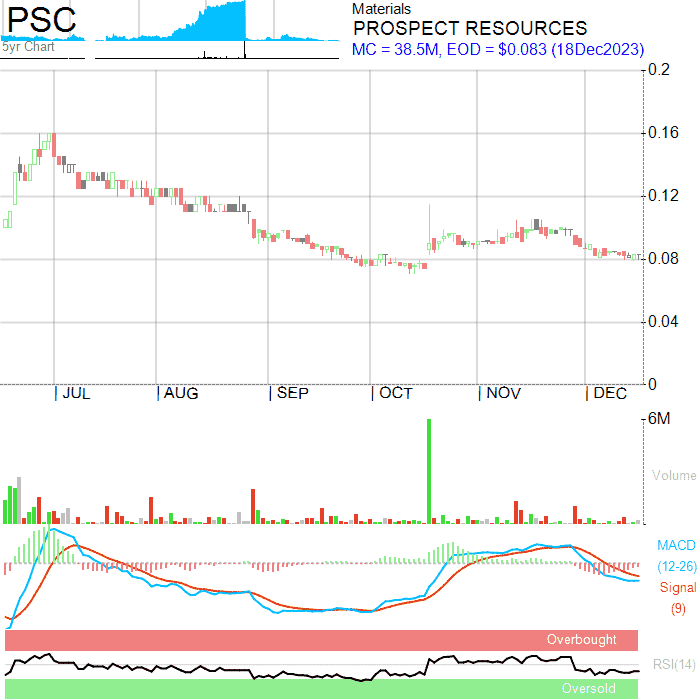 PSC
5yr Chart
Materials
PROSPECT RESOURCES
MC = 38.5M, EOD = $0.083 (18Dec2023)
0.2
0.16
0.12
0.08
0.04
0
JUL AUG SEP OCT NOV DEC
6M
Volume
MACD
(12-26)
Signal
(9)
Overbought
RSI(14)
Oversold